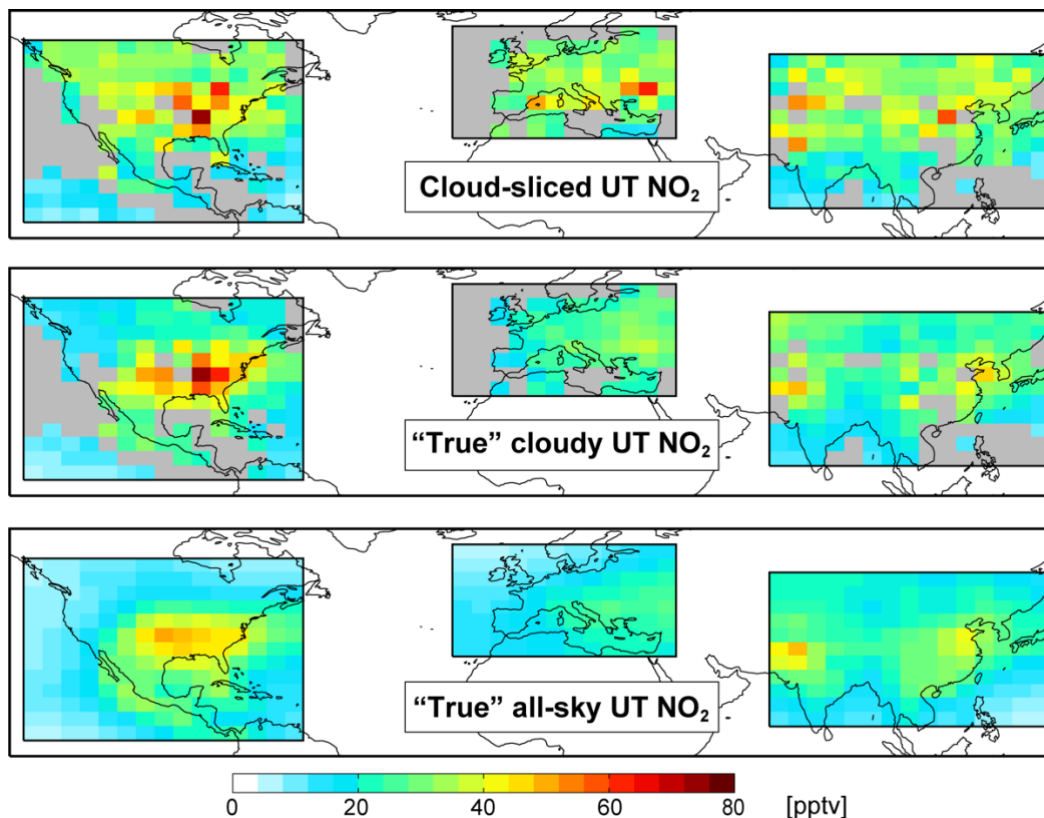 Cloud-sliced UT NO₂
“True” cloudy UT NO₂
“True” all-sky UT NO₂
0 20 40 60 80 [pptv]